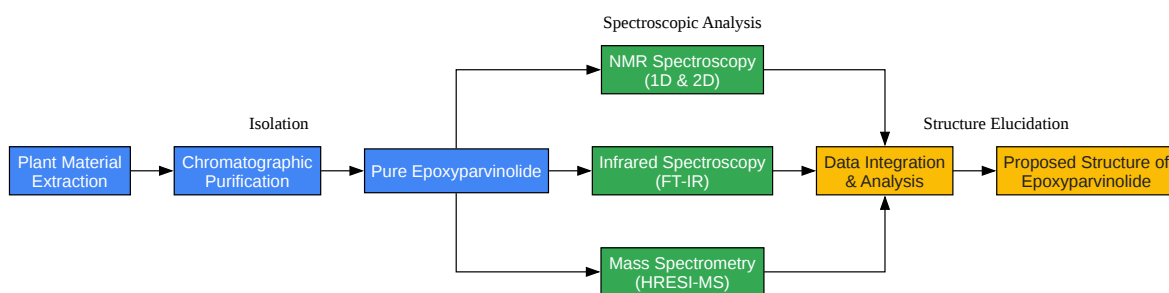 Spectroscopic Analysis
NMR Spectroscopy
(1D & 2D)
Isolation
Structure Elucidation
Plant Material
Extraction
Chromatographic
Purification
Pure Epoxyparvinolide
Infrared Spectroscopy
(FT-IR)
Data Integration
& Analysis
Proposed Structure of
Epoxyparvinolide
Mass Spectrometry
(HRESI-MS)